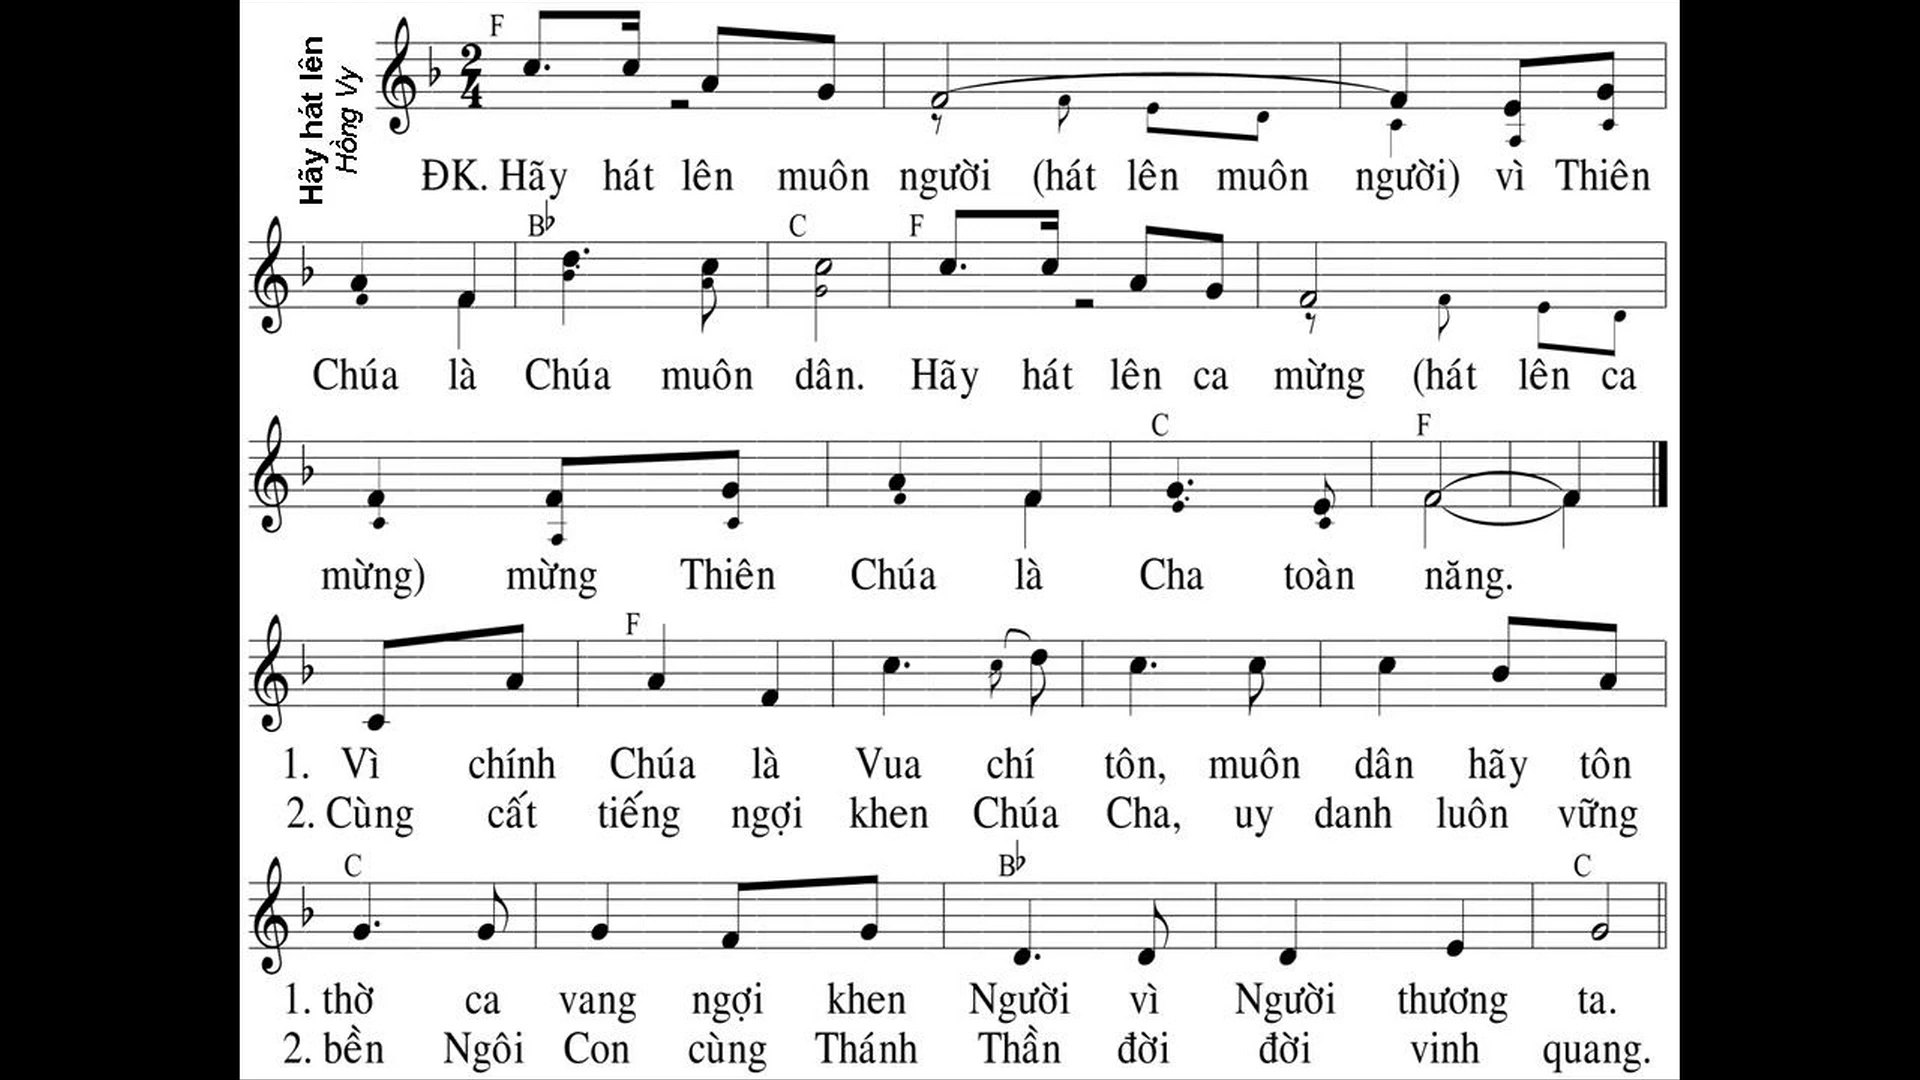 Hãy hát lên
Hồng Vy
F
2
4
ĐK. Hãy hát lên muôn người (hát lên muôn người) vì Thiên
B♭ C F
Chúa là Chúa muôn dân. Hãy hát lên ca mừng (hát lên ca
C F
mừng) mừng Thiên Chúa là Cha toàn năng.
F
1. Vì chính Chúa là Vua chí tôn, muôn dân hãy tôn
2. Cùng cất tiếng ngợi khen Chúa Cha, uy danh luôn vững
C B♭ C
1. thờ ca vang ngợi khen Người vì Người thương ta.
2. bền Ngôi Con cùng Thánh Thần đời đời vinh quang.